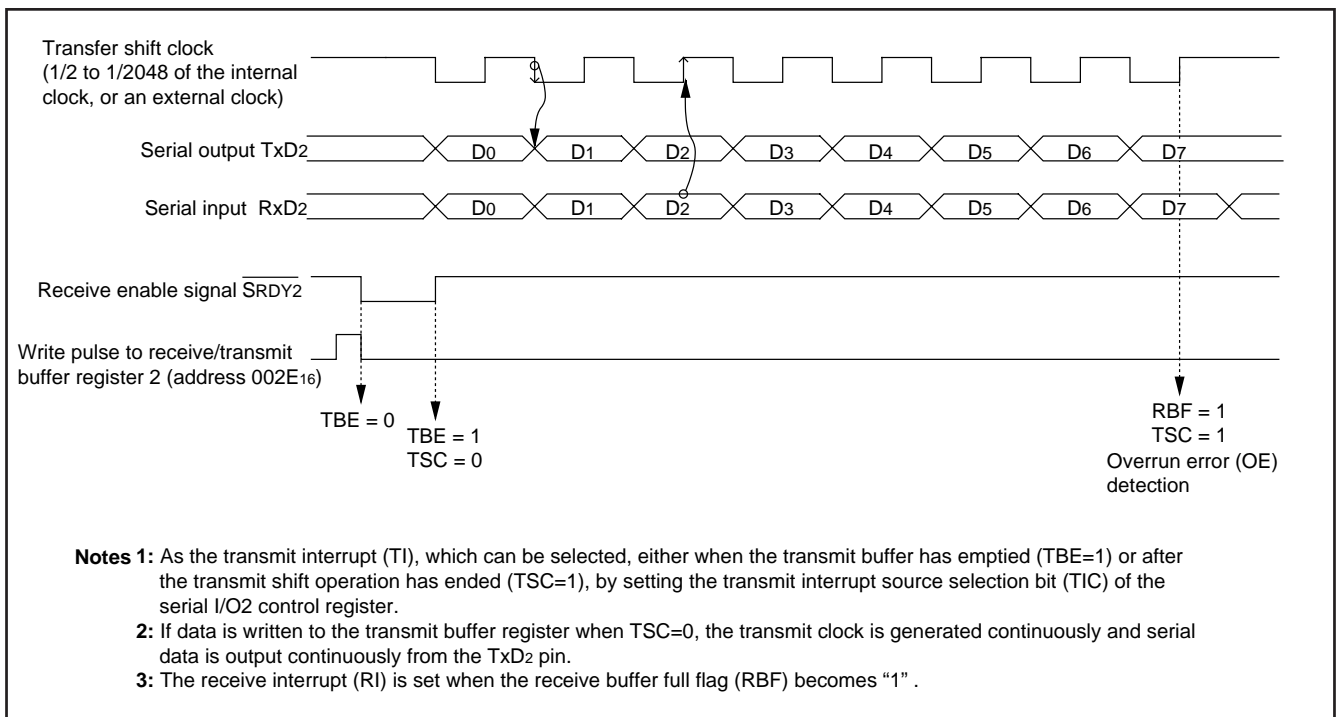 Transfer shift clock
(1/2 to 1/2048 of the internal
clock, or an external clock)
Serial output TxD2
D0 D1 D2 D3 D4 D5 D6 D7
Serial input RxD2
D0 D1 D2 D3 D4 D5 D6 D7
Receive enable signal SRDY2
Write pulse to receive/transmit
buffer register 2 (address 002E16)
TBE = 0
TBE = 1
TSC = 0
RBF = 1
TSC = 1
Overrun error (OE)
detection
Notes 1: As the transmit interrupt (TI), which can be selected, either when the transmit buffer has emptied (TBE=1) or after
the transmit shift operation has ended (TSC=1), by setting the transmit interrupt source selection bit (TIC) of the
serial I/O2 control register.
2: If data is written to the transmit buffer register when TSC=0, the transmit clock is generated continuously and serial
data is output continuously from the TxD2 pin.
3: The receive interrupt (RI) is set when the receive buffer full flag (RBF) becomes “1” .